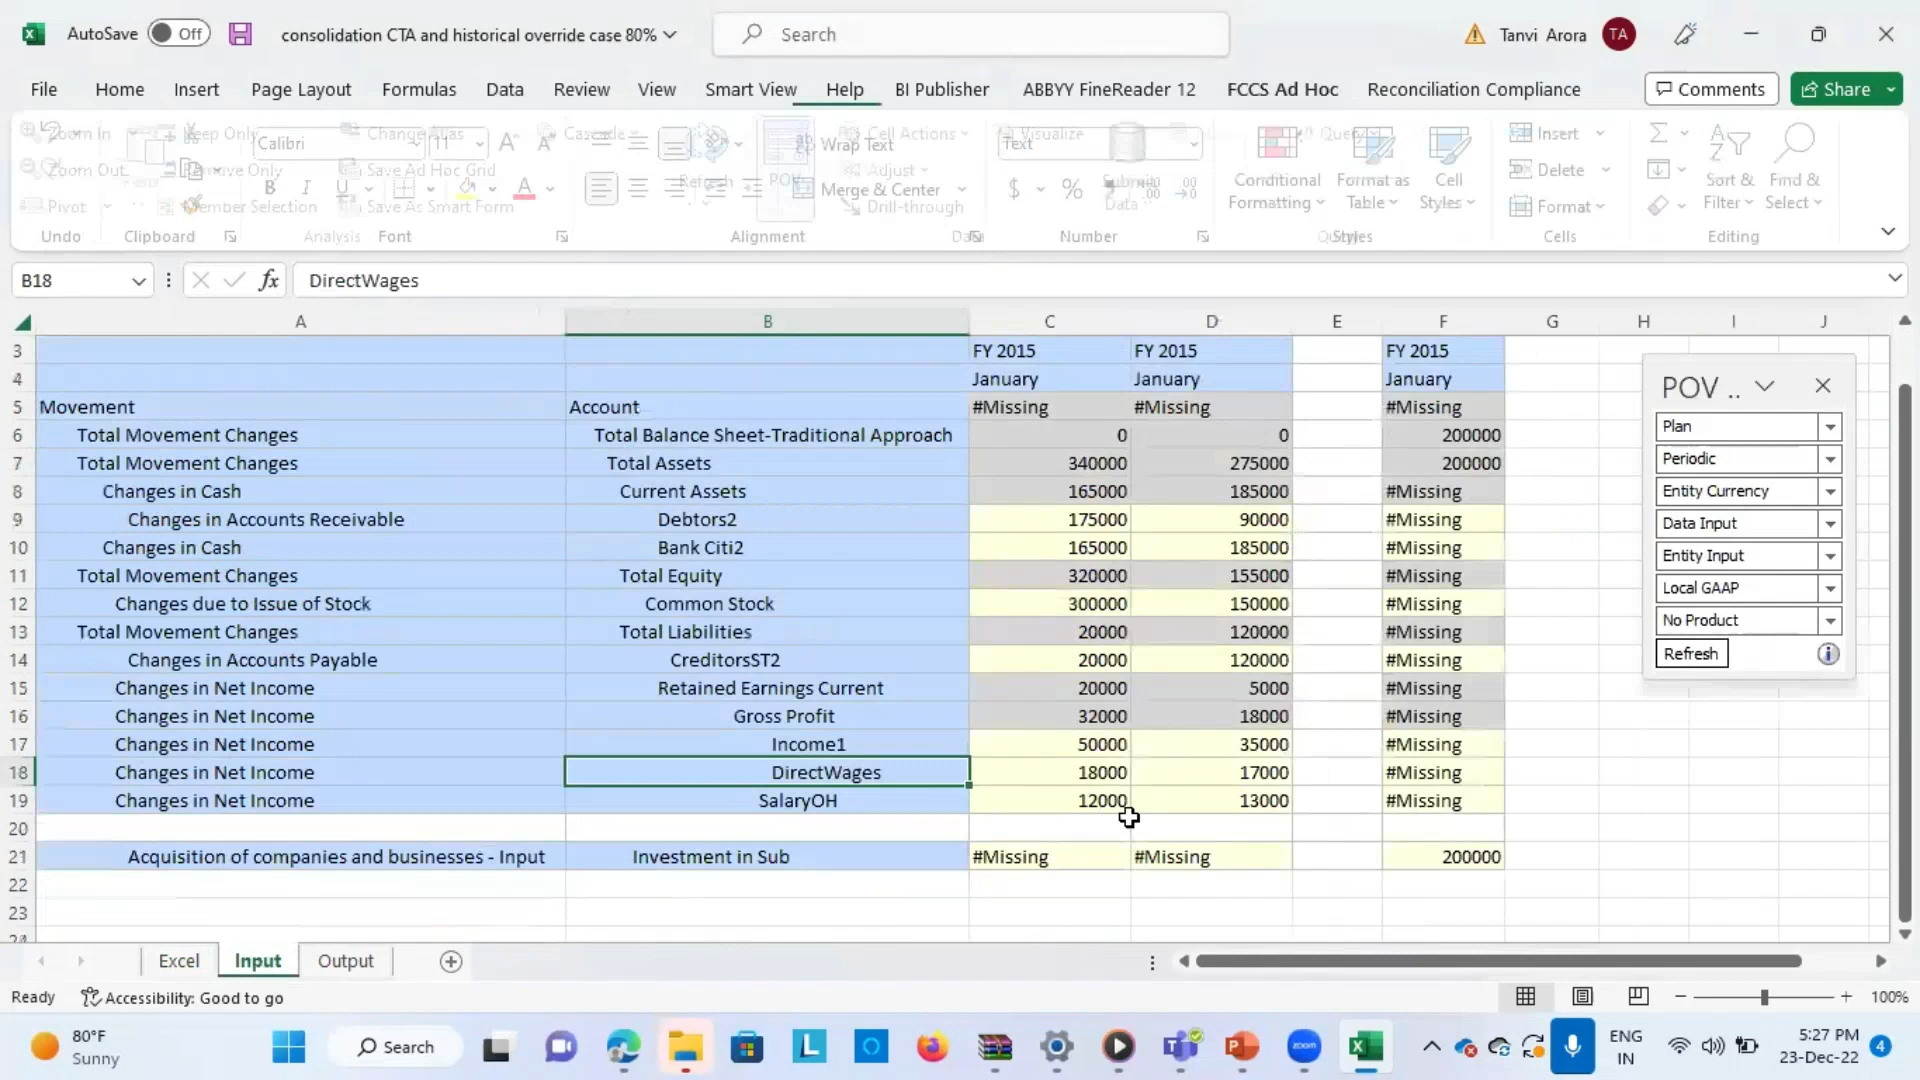 AutoSave Off consolidation CTA and historical override case 80% Search Tanvi Arora TA
File Home Insert Page Layout Formulas Data Review View Smart View Help BI Publisher ABBYY FineReader 12 FCCS Ad Hoc Reconciliation Compliance Comments Share
Zoom In Keep Only Calibri 11 Change Alias Cascade Wrap Text Cell Actions Visualize Text Insert
Zoom Out Remove Only Save Ad Hoc Grid Refresh POV Adjust Delete
Pivot Member Selection Save As Smart Form Merge & Center Drill-through Submit Data Conditional Formatting Format as Table Cell Styles Format Sort & Filter Find & Select
Undo Clipboard Analysis Font Alignment Data Number Styles Cells Editing
B18 fx DirectWages
A B C D E F G H I J
3 FY 2015 FY 2015 FY 2015
4 January January January
5 Movement Account #Missing #Missing #Missing
6 Total Movement Changes Total Balance Sheet-Traditional Approach 0 0 200000
7 Total Movement Changes Total Assets 340000 275000 200000
8 Changes in Cash Current Assets 165000 185000 #Missing
9 Changes in Accounts Receivable Debtors2 175000 90000 #Missing
10 Changes in Cash Bank Citi2 165000 185000 #Missing
11 Total Movement Changes Total Equity 320000 155000 #Missing
12 Changes due to Issue of Stock Common Stock 300000 150000 #Missing
13 Total Movement Changes Total Liabilities 20000 120000 #Missing
14 Changes in Accounts Payable CreditorsST2 20000 120000 #Missing
15 Changes in Net Income Retained Earnings Current 20000 5000 #Missing
16 Changes in Net Income Gross Profit 32000 18000 #Missing
17 Changes in Net Income Income1 50000 35000 #Missing
18 Changes in Net Income DirectWages 18000 17000 #Missing
19 Changes in Net Income SalaryOH 12000 13000 #Missing
20
21 Acquisition of companies and businesses - Input Investment in Sub #Missing #Missing 200000
22
23
24
POV ..
Plan
Periodic
Entity Currency
Data Input
Entity Input
Local GAAP
No Product
Refresh
Excel Input Output
Ready Accessibility: Good to go 100%
80°F
Sunny
Search
zoom
ENG
IN
5:27 PM
23-Dec-22
4